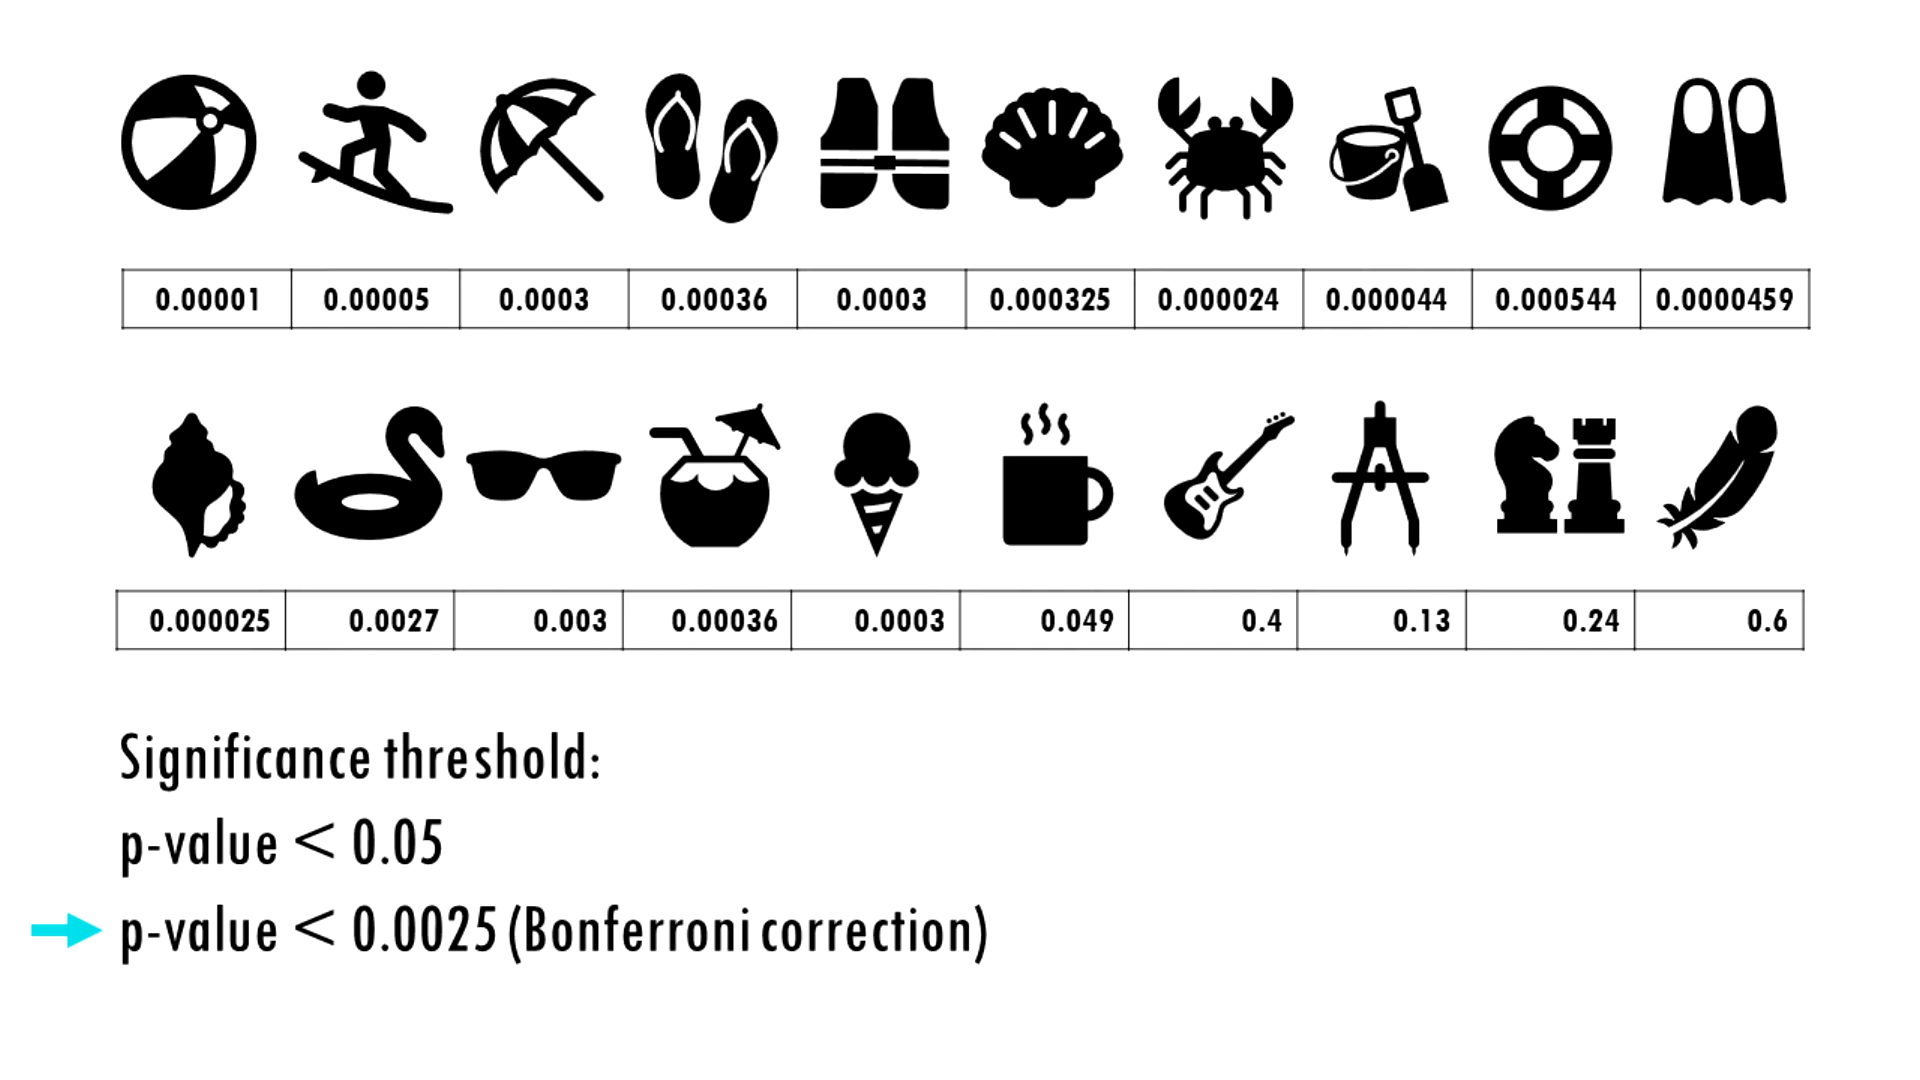 0.00001 0.00005 0.0003 0.00036 0.0003 0.000325 0.000024 0.000044 0.000544 0.0000459
0.000025 0.0027 0.003 0.00036 0.0003 0.049 0.4 0.13 0.24 0.6
Significance threshold:
p-value < 0.05
p-value < 0.0025 (Bonferroni correction)